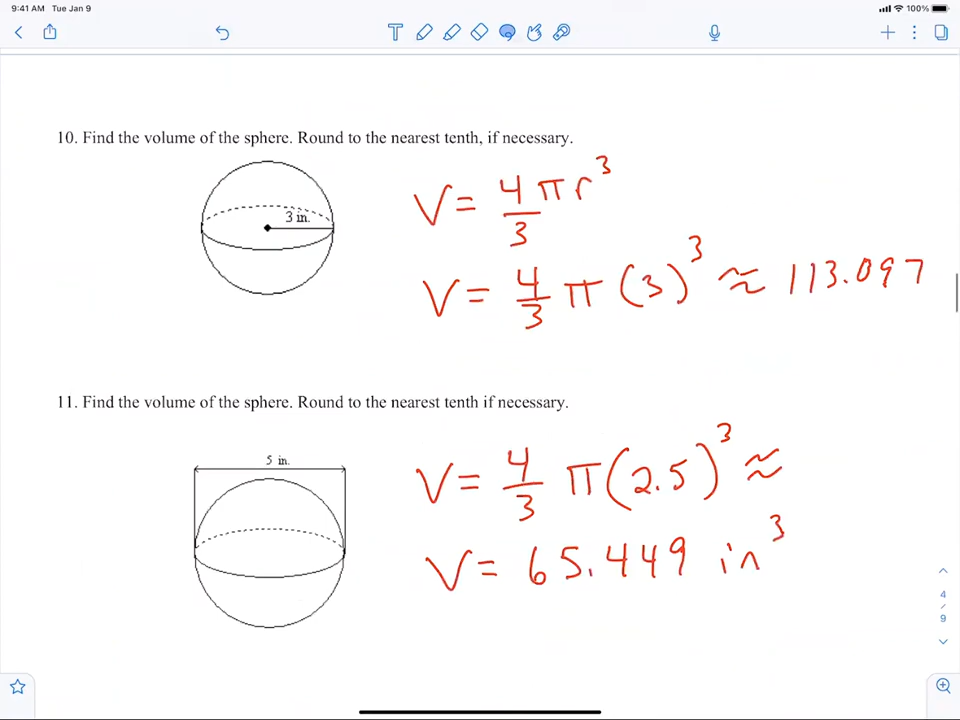 9:41 AM Tue Jan 9
100%
10. Find the volume of the sphere. Round to the nearest tenth, if necessary.
3 in.
V = 4/3 π r³
V = 4/3 π (3)³ ≈ 113.097
11. Find the volume of the sphere. Round to the nearest tenth if necessary.
5 in.
V = 4/3 π (2.5)³ ≈
V = 65.449 in³
4
/
9